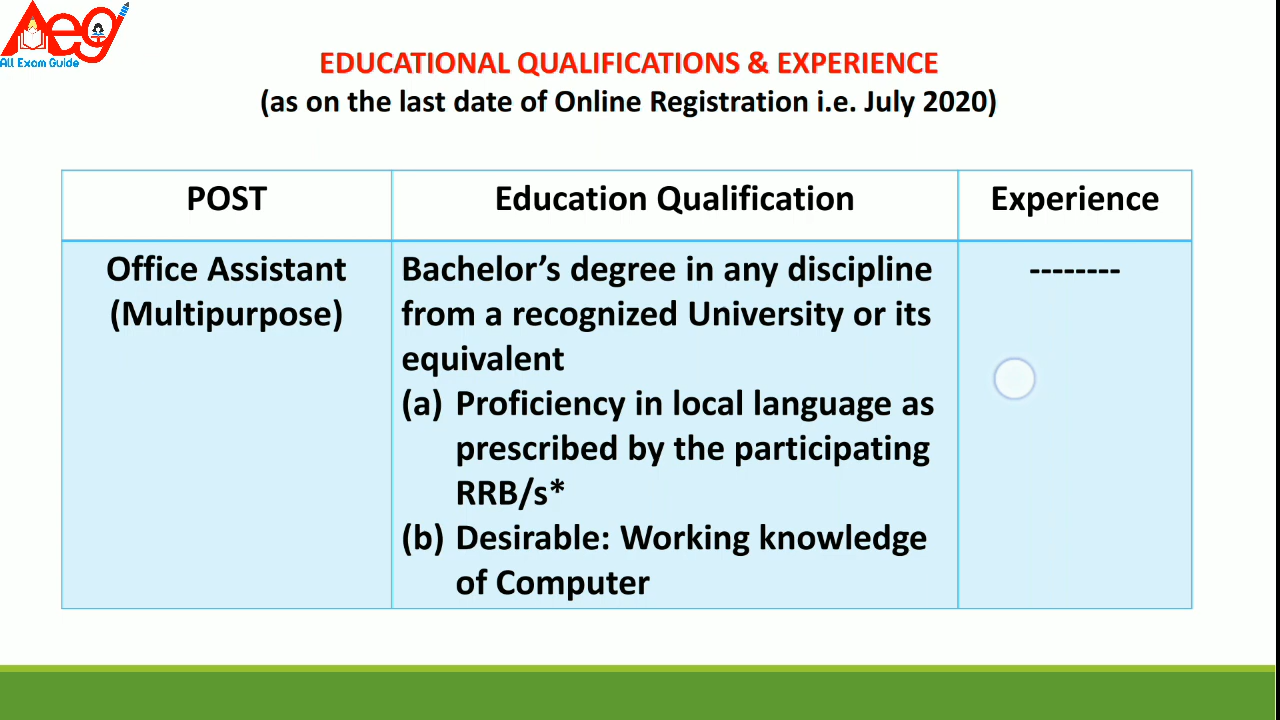 Aeg
All Exam Guide
EDUCATIONAL QUALIFICATIONS & EXPERIENCE
(as on the last date of Online Registration i.e. July 2020)
POST
Education Qualification
Experience
Office Assistant
(Multipurpose)
Bachelor’s degree in any discipline
from a recognized University or its
equivalent
(a) Proficiency in local language as
prescribed by the participating
RRB/s*
(b) Desirable: Working knowledge
of Computer
--------